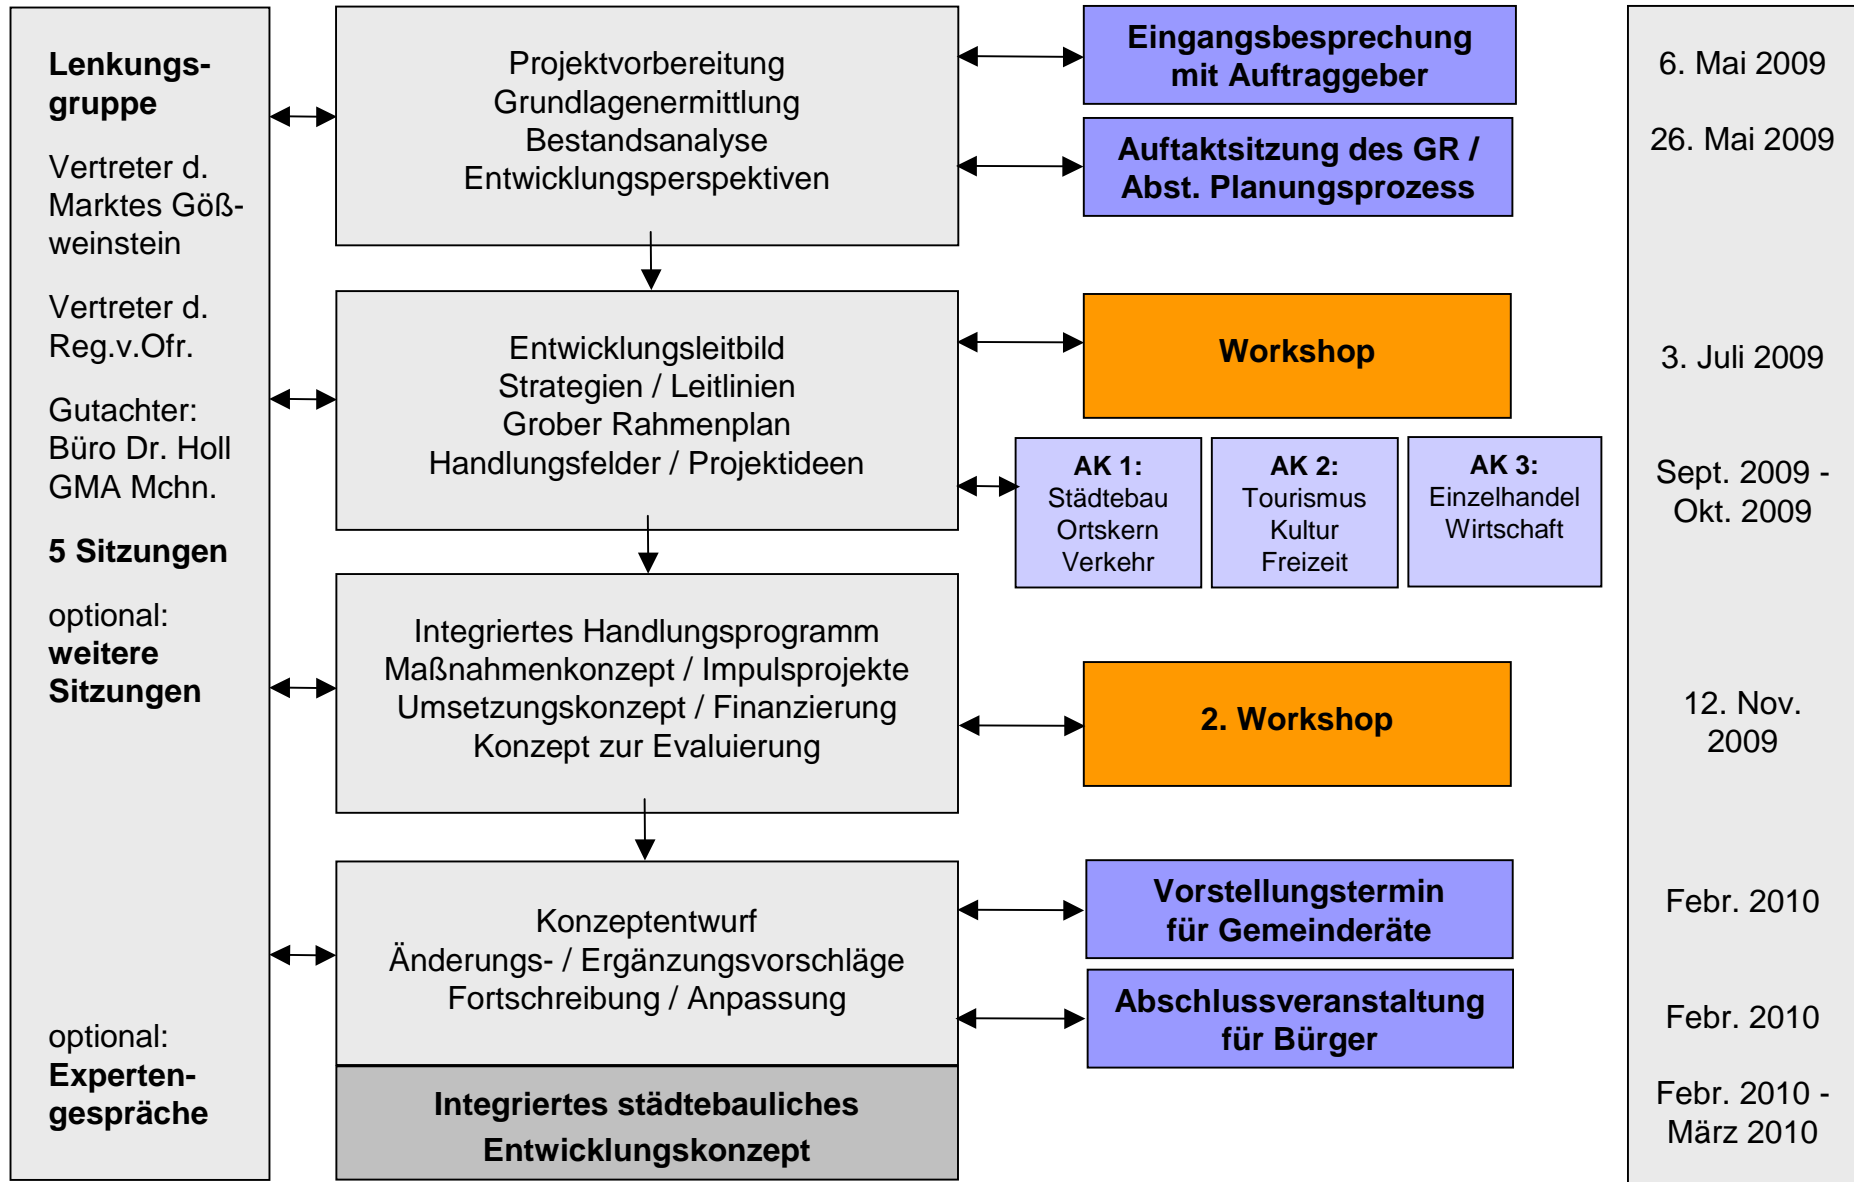 Lenkungs-
gruppe
Vertreter d.
Marktes Göß-
weinstein
Vertreter d.
Reg.v.Ofr.
Gutachter:
Büro Dr. Holl
GMA Mchn.
5 Sitzungen
optional:
weitere
Sitzungen
optional:
Experten-
gespräche
Projektvorbereitung
Grundlagenermittlung
Bestandsanalyse
Entwicklungsperspektiven
Eingangsbesprechung
mit Auftraggeber
Auftaktsitzung des GR /
Abst. Planungsprozess
Entwicklungsleitbild
Strategien / Leitlinien
Grober Rahmenplan
Handlungsfelder / Projektideen
Workshop
AK 1:
Städtebau
Ortskern
Verkehr
AK 2:
Tourismus
Kultur
Freizeit
AK 3:
Einzelhandel
Wirtschaft
Integriertes Handlungsprogramm
Maßnahmenkonzept / Impulsprojekte
Umsetzungskonzept / Finanzierung
Konzept zur Evaluierung
2. Workshop
Konzeptentwurf
Änderungs- / Ergänzungsvorschläge
Fortschreibung / Anpassung
Vorstellungstermin
für Gemeinderäte
Abschlussveranstaltung
für Bürger
Integriertes städtebauliches
Entwicklungskonzept
6. Mai 2009
26. Mai 2009
3. Juli 2009
Sept. 2009 -
Okt. 2009
12. Nov.
2009
Febr. 2010
Febr. 2010
Febr. 2010 -
März 2010